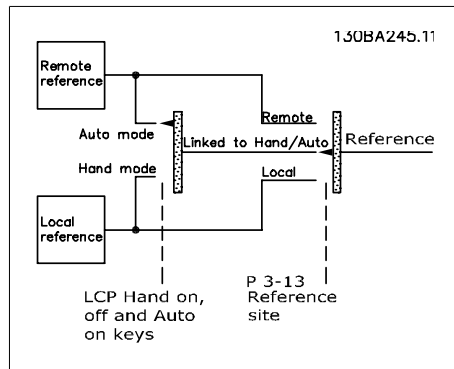 130BA245.11
Remote
reference
Remote
Auto mode
Linked to Hand/Auto
Reference
Hand mode
Local
Local
reference
LCP Hand on,
off and Auto
on keys
P 3-13
Reference
site